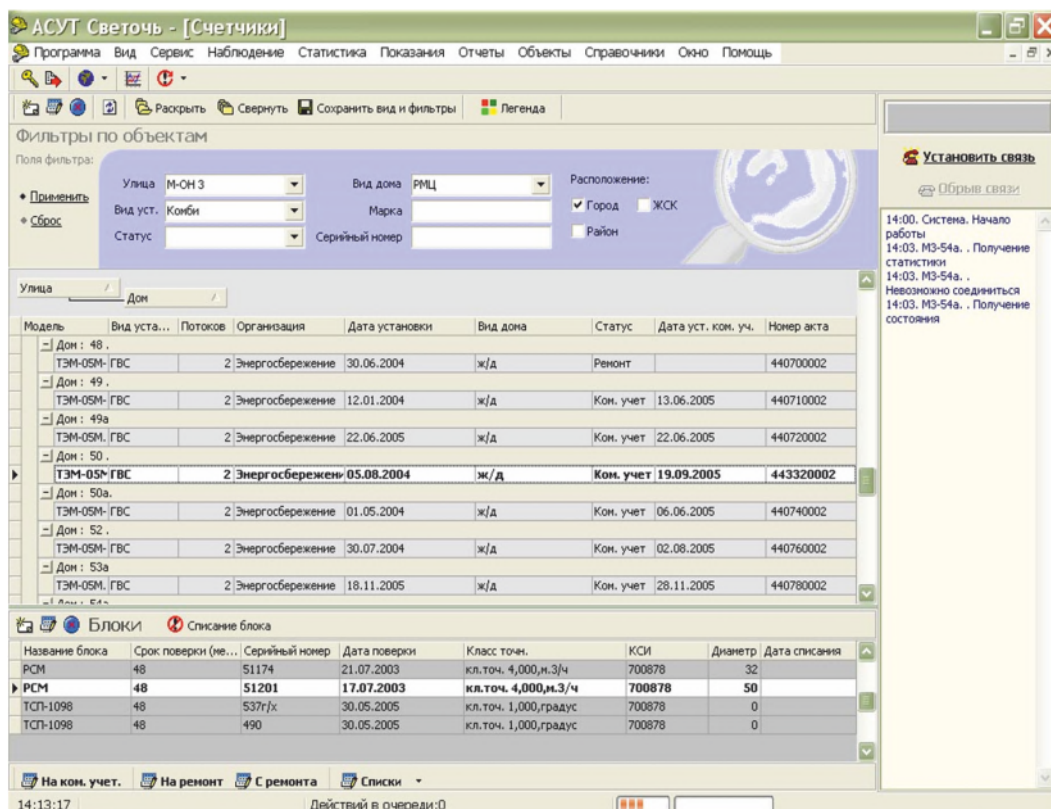 АСУТ Светочь - [Счетчики]
Программа Вид Сервис Наблюдение Статистика Показания Отчеты Объекты Справочники Окно Помощь
Раскрыть Свернуть Сохранить вид и фильтры Легенда
Фильтры по объектам
Поля фильтра:
Применить
Сброс
Улица М-ОН 3 Вид дома РМЦ Расположение:
Вид уст. Комби Марка Город ЖСК
Статус Серийный номер Район
Улица
Дом
Модель Вид уста... Потоков Организация Дата установки Вид дома Статус Дата уст. ком. уч. Номер акта
Дом : 48 .
ТЭМ-05М- ГВС 2 Энергосбережение 30.06.2004 ж/д Ремонт 440700002
Дом : 49 .
ТЭМ-05М- ГВС 2 Энергосбережение 12.01.2004 ж/д Ком. учет 13.06.2005 440710002
Дом : 49а
ТЭМ-05М. ГВС 2 Энергосбережение 22.06.2005 ж/д Ком. учет 22.06.2005 440720002
Дом : 50 .
ТЭМ-05М ГВС 2 Энергосбережени 05.08.2004 ж/д Ком. учет 19.09.2005 443320002
Дом : 50а.
ТЭМ-05М- ГВС 2 Энергосбережение 01.05.2004 ж/д Ком. учет 06.06.2005 440740002
Дом : 52 .
ТЭМ-05М- ГВС 2 Энергосбережение 30.07.2004 ж/д Ком. учет 02.08.2005 440760002
Дом : 53а
ТЭМ-05М. ГВС 2 Энергосбережение 18.11.2005 ж/д Ком. учет 28.11.2005 440780002
Блоки Списание блока
Название блока Срок поверки (ме... Серийный номер Дата поверки Класс точн. КСИ Диаметр Дата списания
РСМ 48 51174 21.07.2003 кл.точ. 4,000,м.3/ч 700878 32
РСМ 48 51201 17.07.2003 кл.точ. 4,000,м.3/ч 700878 50
ТСП-1098 48 537г/х 30.05.2005 кл.точ. 1,000,градус 700878 0
ТСП-1098 48 490 30.05.2005 кл.точ. 1,000,градус 700878 0
На ком. учет. На ремонт С ремонта Списки
14:13:17 Действий в очереди:0
Установить связь
Обрыв связи
14:00. Система. Начало
работы
14:03. М3-54а. . Получение
статистики
14:03. М3-54а. .
Невозможно соединиться
14:03. М3-54а. . Получение
состояния